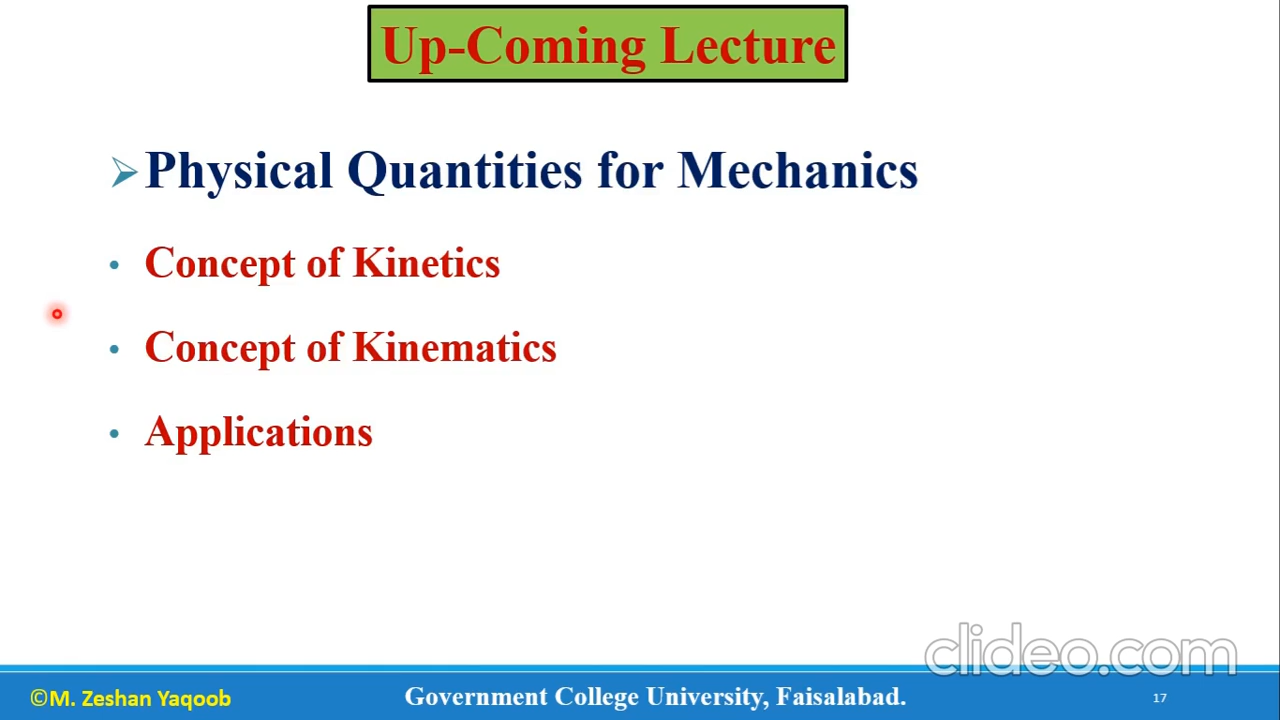 Up-Coming Lecture
Physical Quantities for Mechanics
Concept of Kinetics
Concept of Kinematics
Applications
clideo.com
©M. Zeshan Yaqoob
Government College University, Faisalabad.
17